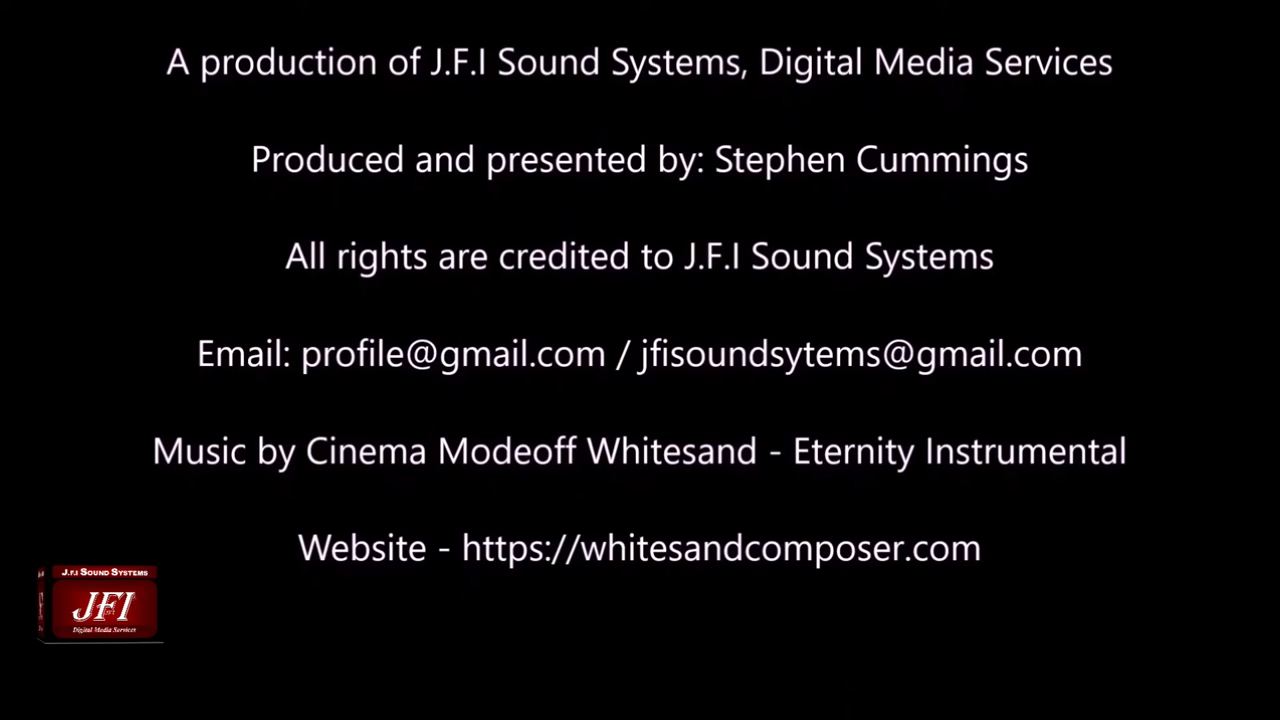 A production of J.F.I Sound Systems, Digital Media Services
Produced and presented by: Stephen Cummings
All rights are credited to J.F.I Sound Systems
Email: profile@gmail.com / jfisoundsytems@gmail.com
Music by Cinema Modeoff Whitesand - Eternity Instrumental
Website - https://whitesandcomposer.com
J.F.I SOUND SYSTEMS
JFI
Digital Media Services